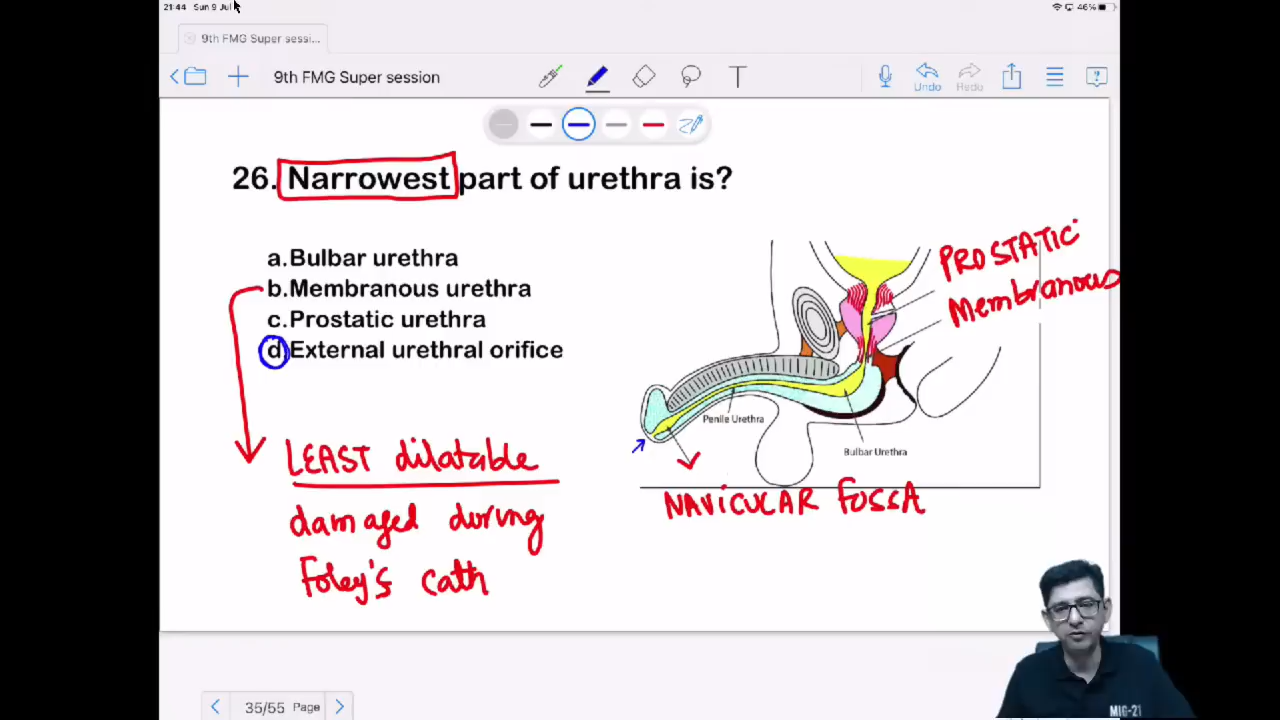 21:44 Sun 9 Jul
46%
9th FMG Super sessi...
9th FMG Super session
T
Undo
Redo
26. Narrowest part of urethra is?
a.Bulbar urethra
b.Membranous urethra
c.Prostatic urethra
d.External urethral orifice
PROSTATIC
Membranous
Penile Urethra
Bulbar Urethra
NAVICULAR FOSSA
LEAST dilatable
damaged during
Foley's cath
35/55 Page
MIG-21